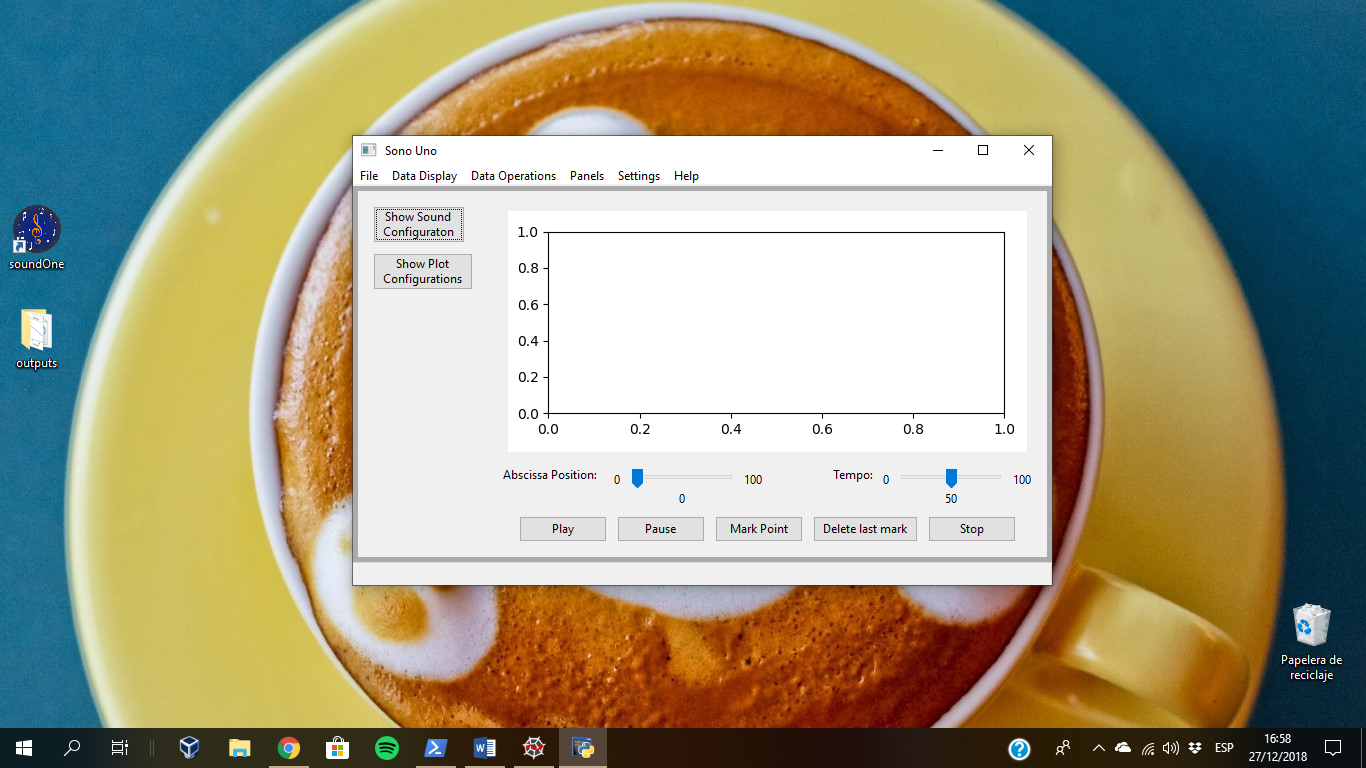 soundOne
outputs
Sono Uno
File Data Display Data Operations Panels Settings Help
Show Sound
Configuraton
Show Plot
Configurations
1.0
0.8
0.6
0.4
0.2
0.0
0.0 0.2 0.4 0.6 0.8 1.0
Abscissa Position: 0 100
0
Tempo: 0 100
50
Play Pause Mark Point Delete last mark Stop
Papelera de
reciclaje
ESP
16:58
27/12/2018